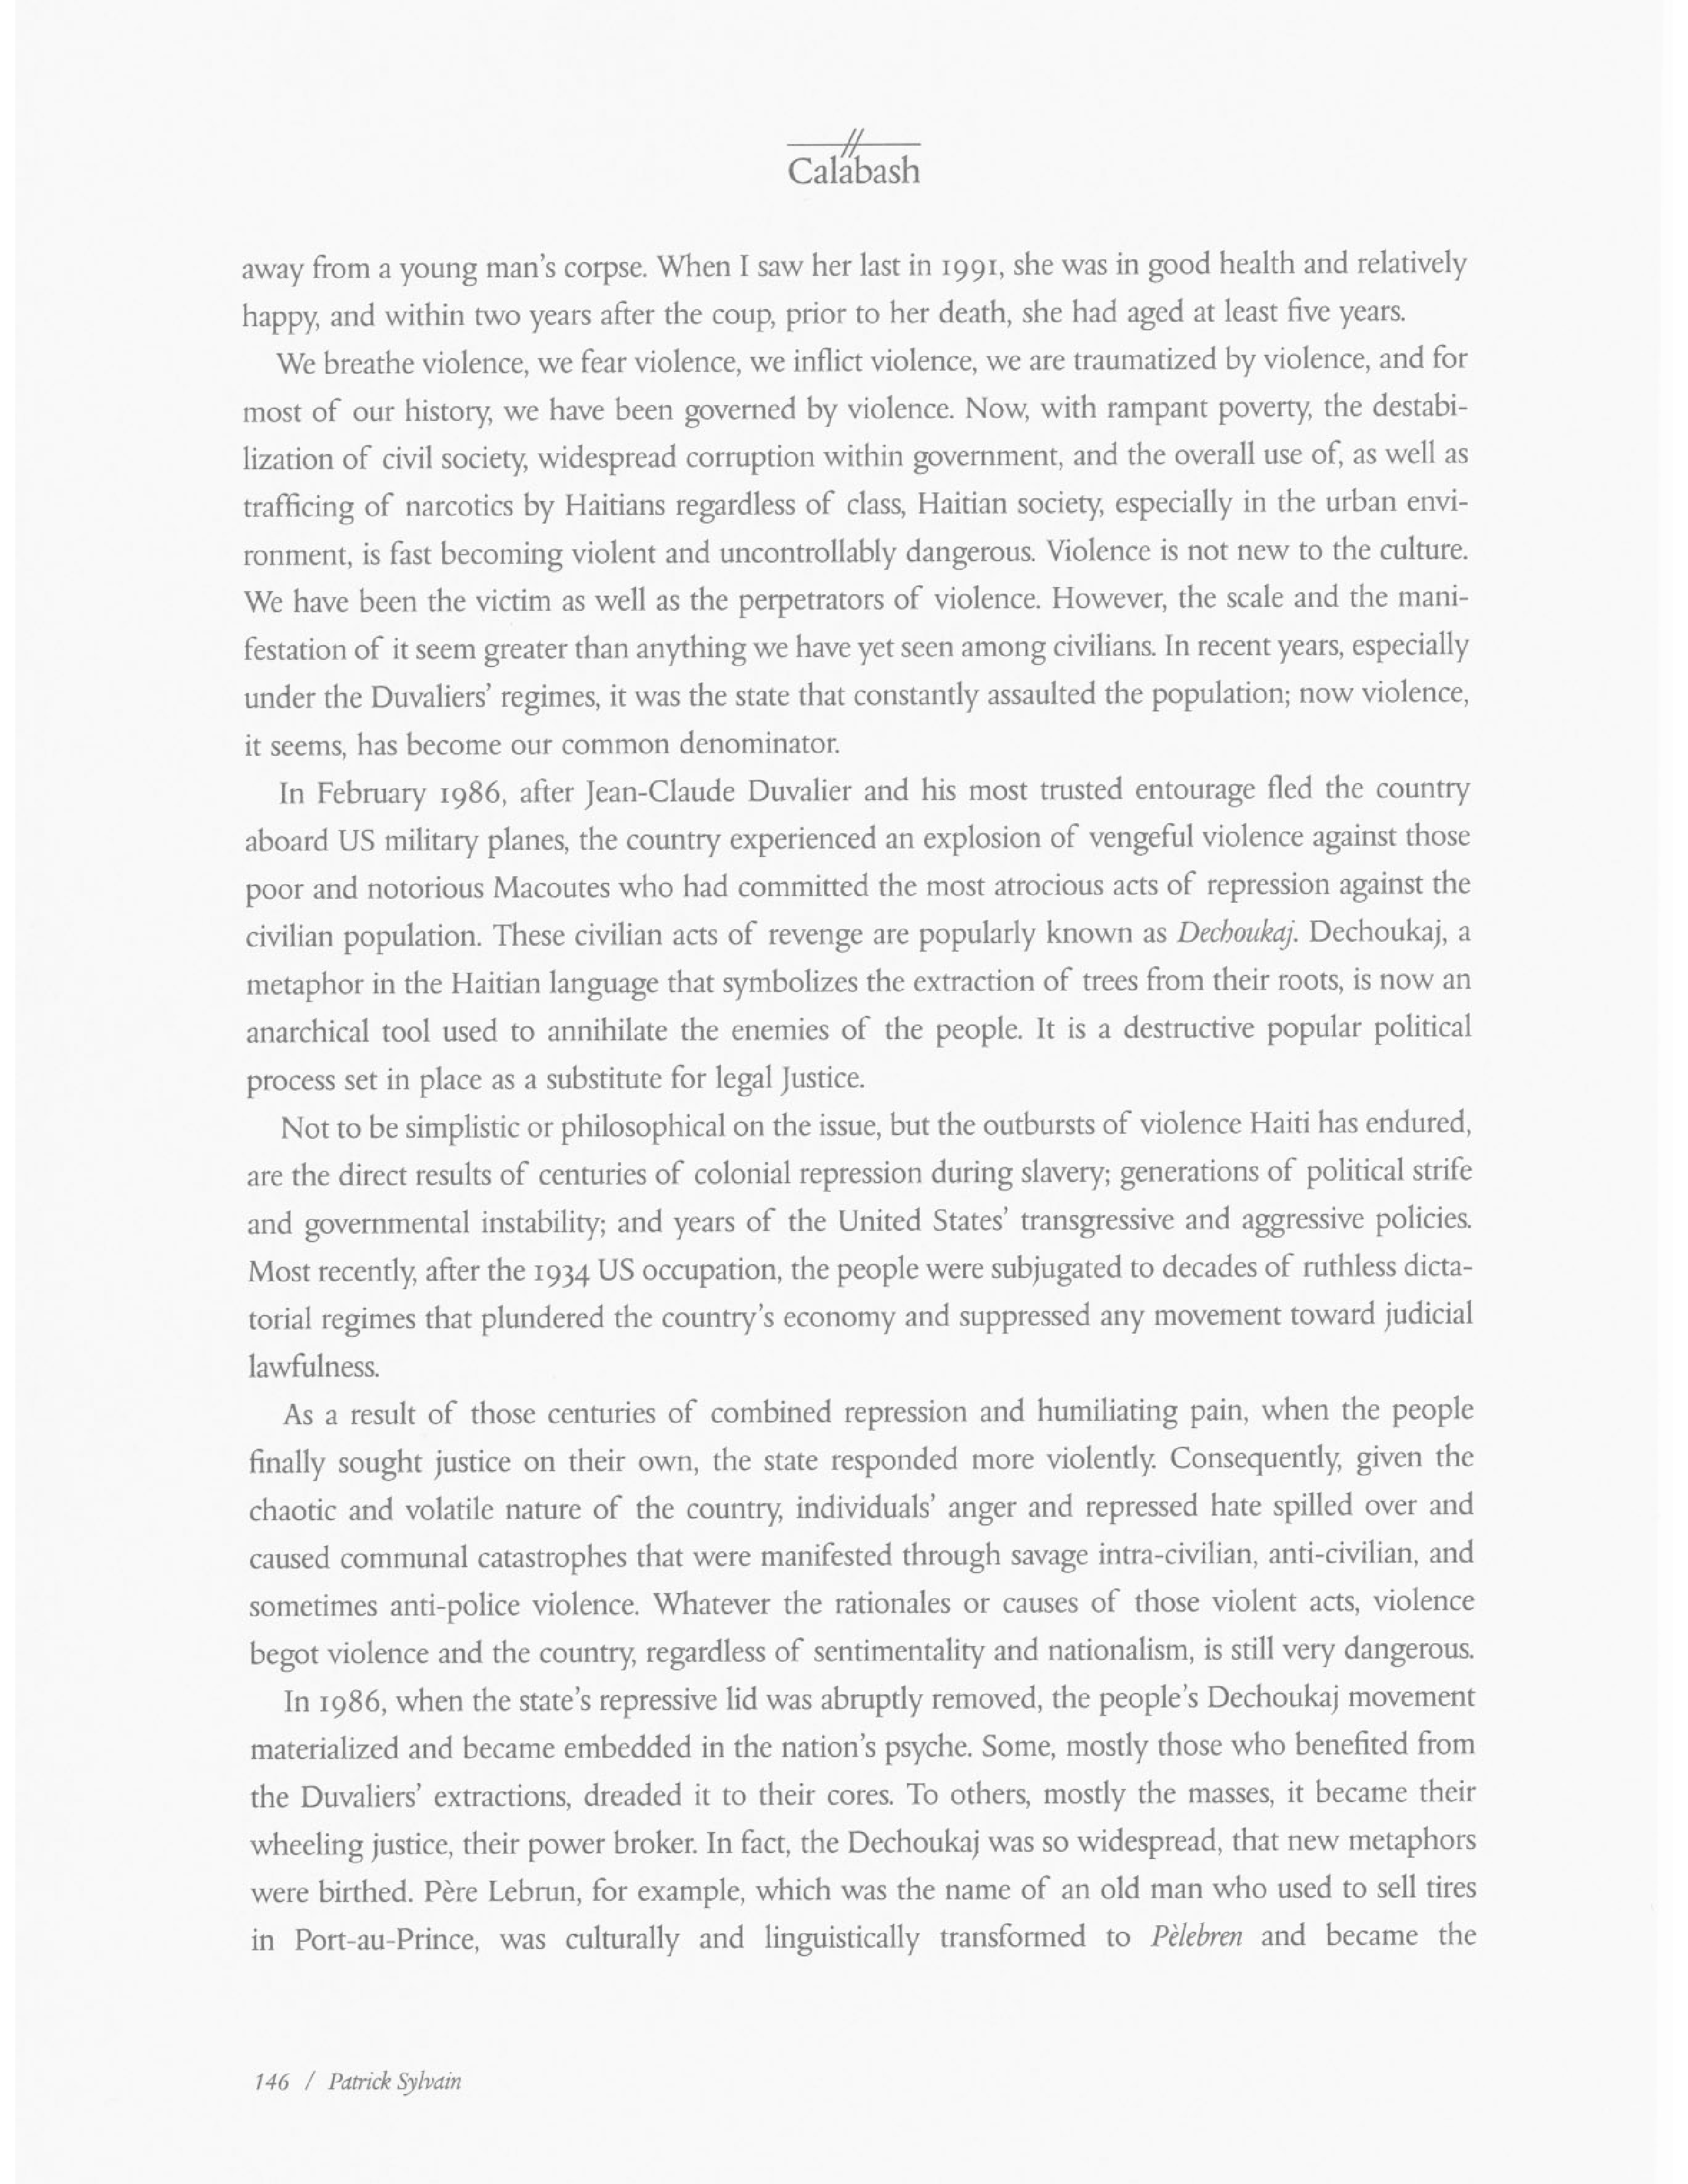 Calabash
away from a young man's corpse. When I saw her last in 1991, she was in good health and relatively
happy, and within two years after the coup, prior to her death, she had aged at least five years.
We breathe violence, we fear violence, we inflict violence, we are traumatized by violence, and for
most of our history, we have been governed by violence. Now, with rampant poverty, the destabi-
lization of civil society, widespread corruption within government, and the overall use of, as well as
trafficing of narcotics by Haitians regardless of class, Haitian society, especially in the urban envi-
ronment, is fast becoming violent and uncontrollably dangerous. Violence is not new to the culture.
We have been the victim as well as the perpetrators of violence. However, the scale and the mani-
festation of it seem greater than anything we have yet seen among civilians. In recent years, especially
under the Duvaliers' regimes, it was the state that constantly assaulted the population; now violence,
it seems, has become our common denominator.
In February 1986, after Jean-Claude Duvalier and his most trusted entourage fled the country
aboard US military planes, the country experienced an explosion of vengeful violence against those
poor and notorious Macoutes who had committed the most atrocious acts of repression against the
civilian population. These civilian acts of revenge are popularly known as Dechoukaj. Dechoukaj, a
metaphor in the Haitian language that symbolizes the extraction of trees from their roots, is now an
anarchical tool used to annihilate the enemies of the people. It is a destructive popular political
process set in place as a substitute for legal Justice.
Not to be simplistic or philosophical on the issue, but the outbursts of violence Haiti has endured,
are the direct results of centuries of colonial repression during slavery; generations of political strife
and governmental instability; and years of the United States' transgressive and aggressive policies.
Most recently, after the 1934 US occupation, the people were subjugated to decades of ruthless dicta-
torial regimes that plundered the country's economy and suppressed any movement toward judicial
lawfulness.
As a result of those centuries of combined repression and humiliating pain, when the people
finally sought justice on their own, the state responded more violently. Consequently, given the
chaotic and volatile nature of the country, individuals' anger and repressed hate spilled over and
caused communal catastrophes that were manifested through savage intra-civilian, anti-civilian, and
sometimes anti-police violence. Whatever the rationales or causes of those violent acts, violence
begot violence and the country, regardless of sentimentality and nationalism, is still very dangerous.
In 1986, when the state's repressive lid was abruptly removed, the people's Dechoukaj movement
materialized and became embedded in the nation's psyche. Some, mostly those who benefited from
the Duvaliers' extractions, dreaded it to their cores. To others, mostly the masses, it became their
wheeling justice, their power broker. In fact, the Dechoukaj was so widespread, that new metaphors
were birthed. Père Lebrun, for example, which was the name of an old man who used to sell tires
in Port-au-Prince, was culturally and linguistically transformed to Pèlebren and became the
146 / Patrick Sylvain